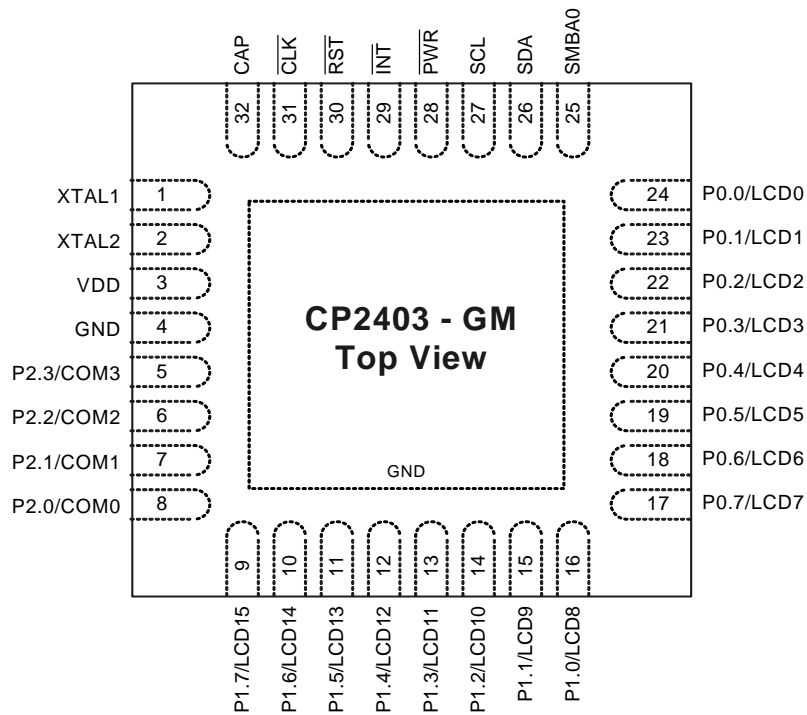 CAP
CLK
RST
INT
PWR
SCL
SDA
SMBA0
32
31
30
29
28
27
26
25
XTAL1 1
XTAL2 2
VDD 3
GND 4
P2.3/COM3 5
P2.2/COM2 6
P2.1/COM1 7
P2.0/COM0 8
CP2403 - GM
Top View
GND
24 P0.0/LCD0
23 P0.1/LCD1
22 P0.2/LCD2
21 P0.3/LCD3
20 P0.4/LCD4
19 P0.5/LCD5
18 P0.6/LCD6
17 P0.7/LCD7
9
10
11
12
13
14
15
16
P1.7/LCD15
P1.6/LCD14
P1.5/LCD13
P1.4/LCD12
P1.3/LCD11
P1.2/LCD10
P1.1/LCD9
P1.0/LCD8